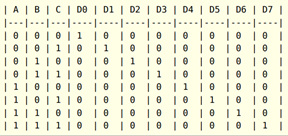 | A | B | C | D0 | D1 | D2 | D3 | D4 | D5 | D6 | D7 |
|---|---|---|----|----|----|----|----|----|----|----|
| 0 | 0 | 0 | 1 | 0 | 0 | 0 | 0 | 0 | 0 | 0 |
| 0 | 0 | 1 | 0 | 1 | 0 | 0 | 0 | 0 | 0 | 0 |
| 0 | 1 | 0 | 0 | 0 | 1 | 0 | 0 | 0 | 0 | 0 |
| 0 | 1 | 1 | 0 | 0 | 0 | 1 | 0 | 0 | 0 | 0 |
| 1 | 0 | 0 | 0 | 0 | 0 | 0 | 1 | 0 | 0 | 0 |
| 1 | 0 | 1 | 0 | 0 | 0 | 0 | 0 | 1 | 0 | 0 |
| 1 | 1 | 0 | 0 | 0 | 0 | 0 | 0 | 0 | 1 | 0 |
| 1 | 1 | 1 | 0 | 0 | 0 | 0 | 0 | 0 | 0 | 1 |